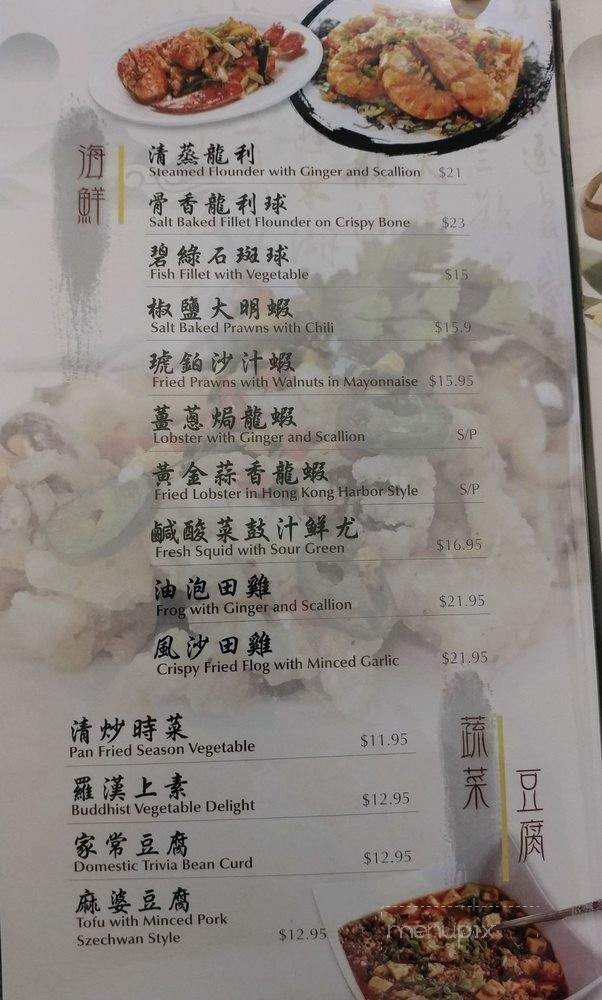 海鮮
清蒸龍利
Steamed Flounder with Ginger and Scallion $21
骨香龍利球
Salt Baked Fillet Flounder on Crispy Bone $23
碧綠石斑球
Fish Fillet with Vegetable $15
椒鹽大明蝦
Salt Baked Prawns with Chili $15.9
琥鉑沙汁蝦
Fried Prawns with Walnuts in Mayonnaise $15.95
薑蔥焗龍蝦
Lobster with Ginger and Scallion S/P
黃金蒜香龍蝦
Fried Lobster in Hong Kong Harbor Style S/P
鹹酸菜鼓汁鮮尤
Fresh Squid with Sour Green $16.95
油泡田雞
Frog with Ginger and Scallion $21.95
風沙田雞
Crispy Fried Flog with Minced Garlic $21.95
蔬菜
豆腐
清炒時菜
Pan Fried Season Vegetable $11.95
羅漢上素
Buddhist Vegetable Delight $12.95
家常豆腐
Domestic Trivia Bean Curd $12.95
麻婆豆腐
Tofu with Minced Pork
Szechwan Style $12.95
menupix